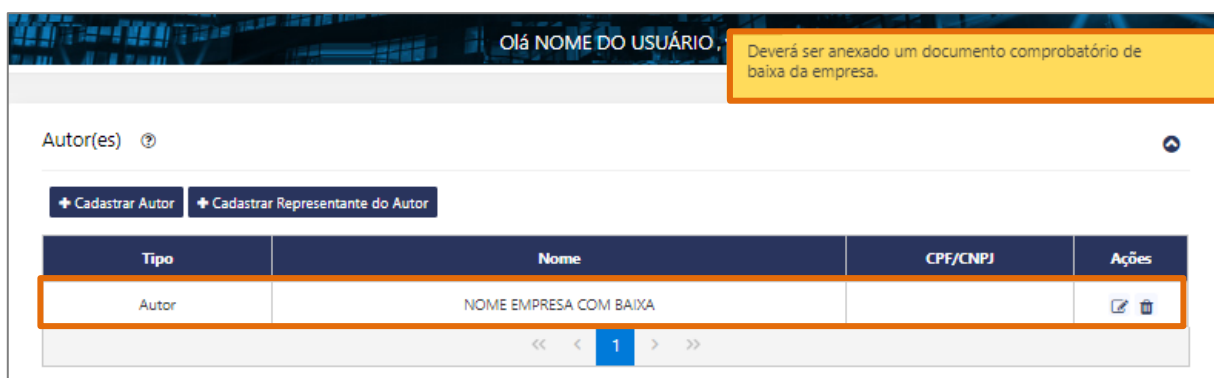 Olá NOME DO USUÁRIO ,
Deverá ser anexado um documento comprobatório de
baixa da empresa.
Autor(es) ?
+ Cadastrar Autor + Cadastrar Representante do Autor
Tipo Nome CPF/CNPJ Ações
Autor NOME EMPRESA COM BAIXA
<< < 1 > >>